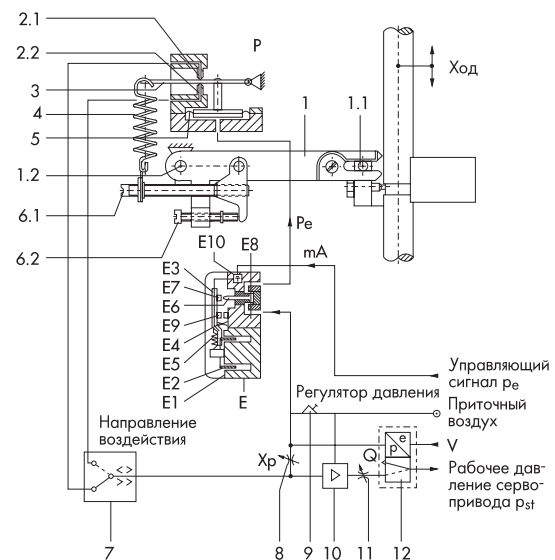 2.1
2.2
P
3
4
Ход
5
1
1.1
1.2
6.1
6.2
Pe
E10
E8
mA
E3
E7
E6
E9
E4
E5
E2
E1
E
Управляющий
сигнал pe
Регулятор давления
Приточный
воздух
Направление
воздействия
Xp
Q
e
p
V
Рабочее дав-
ление серво-
привода pst
< >
< >
7
8
9
10
11
12